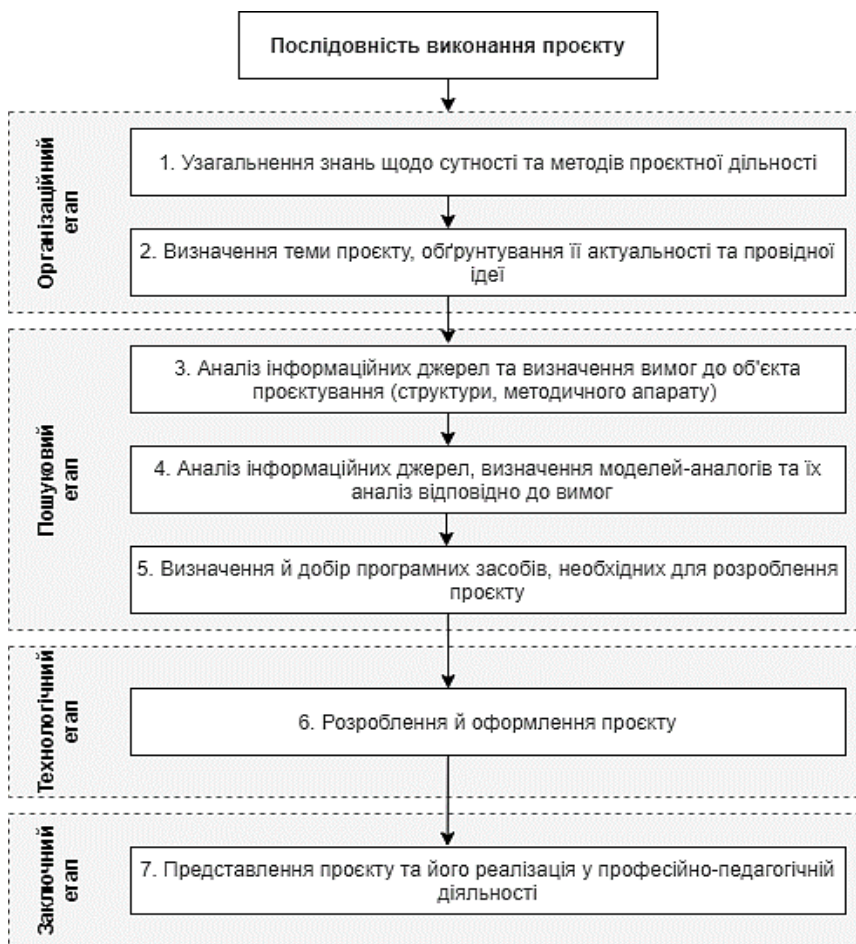 Послідовність виконання проєкту
Організаційний
етап
1. Узагальнення знань щодо сутності та методів проєктної дільності
2. Визначення теми проєкту, обґрунтування її актуальності та провідної
ідеї
Пошуковий
етап
3. Аналіз інформаційних джерел та визначення вимог до об'єкта
проєктування (структури, методичного апарату)
4. Аналіз інформаційних джерел, визначення моделей-аналогів та їх
аналіз відповідно до вимог
5. Визначення й добір програмних засобів, необхідних для розроблення
проєкту
Технологічний
етап
6. Розроблення й оформлення проєкту
Заключний
етап
7. Представлення проєкту та його реалізація у професійно-педагогічній
діяльності